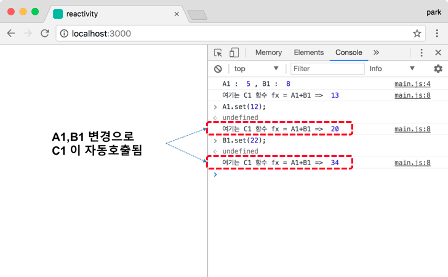 reactivity
park
localhost:3000
Memory Elements Console
top Filter Info
A1 : 5 , B1 : 8 main.js:4
여기는 C1 함수 fx = A1+B1 => 13 main.js:8
> A1.set(12);
undefined
여기는 C1 함수 fx = A1+B1 => 20 main.js:8
> B1.set(22);
undefined
여기는 C1 함수 fx = A1+B1 => 34 main.js:8
>
A1,B1 변경으로
C1 이 자동호출됨